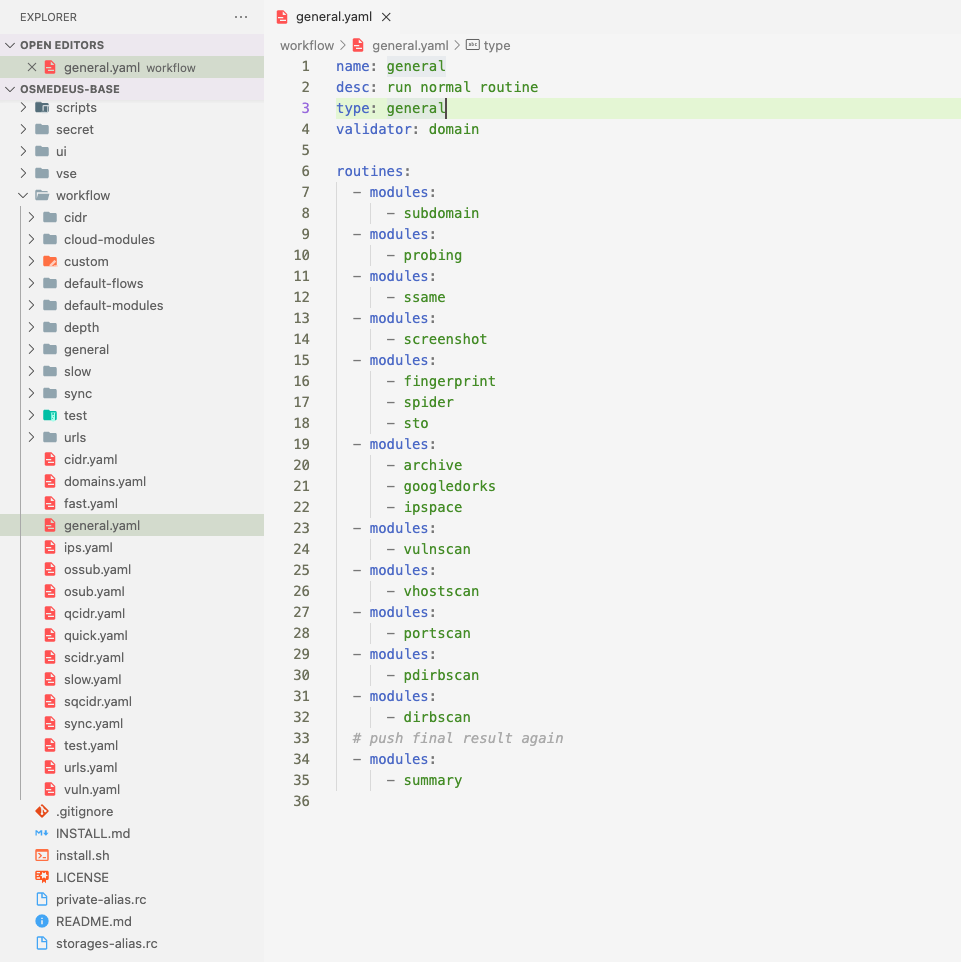 EXPLORER
OPEN EDITORS
general.yaml workflow
OSMEDEUS-BASE
scripts
secret
ui
vse
workflow
cidr
cloud-modules
custom
default-flows
default-modules
depth
general
slow
sync
test
urls
cidr.yaml
domains.yaml
fast.yaml
general.yaml
ips.yaml
ossub.yaml
osub.yaml
qcidr.yaml
quick.yaml
scidr.yaml
slow.yaml
sqcidr.yaml
sync.yaml
test.yaml
urls.yaml
vuln.yaml
.gitignore
INSTALL.md
install.sh
LICENSE
private-alias.rc
README.md
storages-alias.rc
general.yaml
workflow > general.yaml > abc type
1 name: general
2 desc: run normal routine
3 type: general
4 validator: domain
5
6 routines:
7 - modules:
8 - subdomain
9 - modules:
10 - probing
11 - modules:
12 - ssame
13 - modules:
14 - screenshot
15 - modules:
16 - fingerprint
17 - spider
18 - sto
19 - modules:
20 - archive
21 - googledorks
22 - ipspace
23 - modules:
24 - vulnscan
25 - modules:
26 - vhostscan
27 - modules:
28 - portscan
29 - modules:
30 - pdirbscan
31 - modules:
32 - dirbscan
33 # push final result again
34 - modules:
35 - summary
36